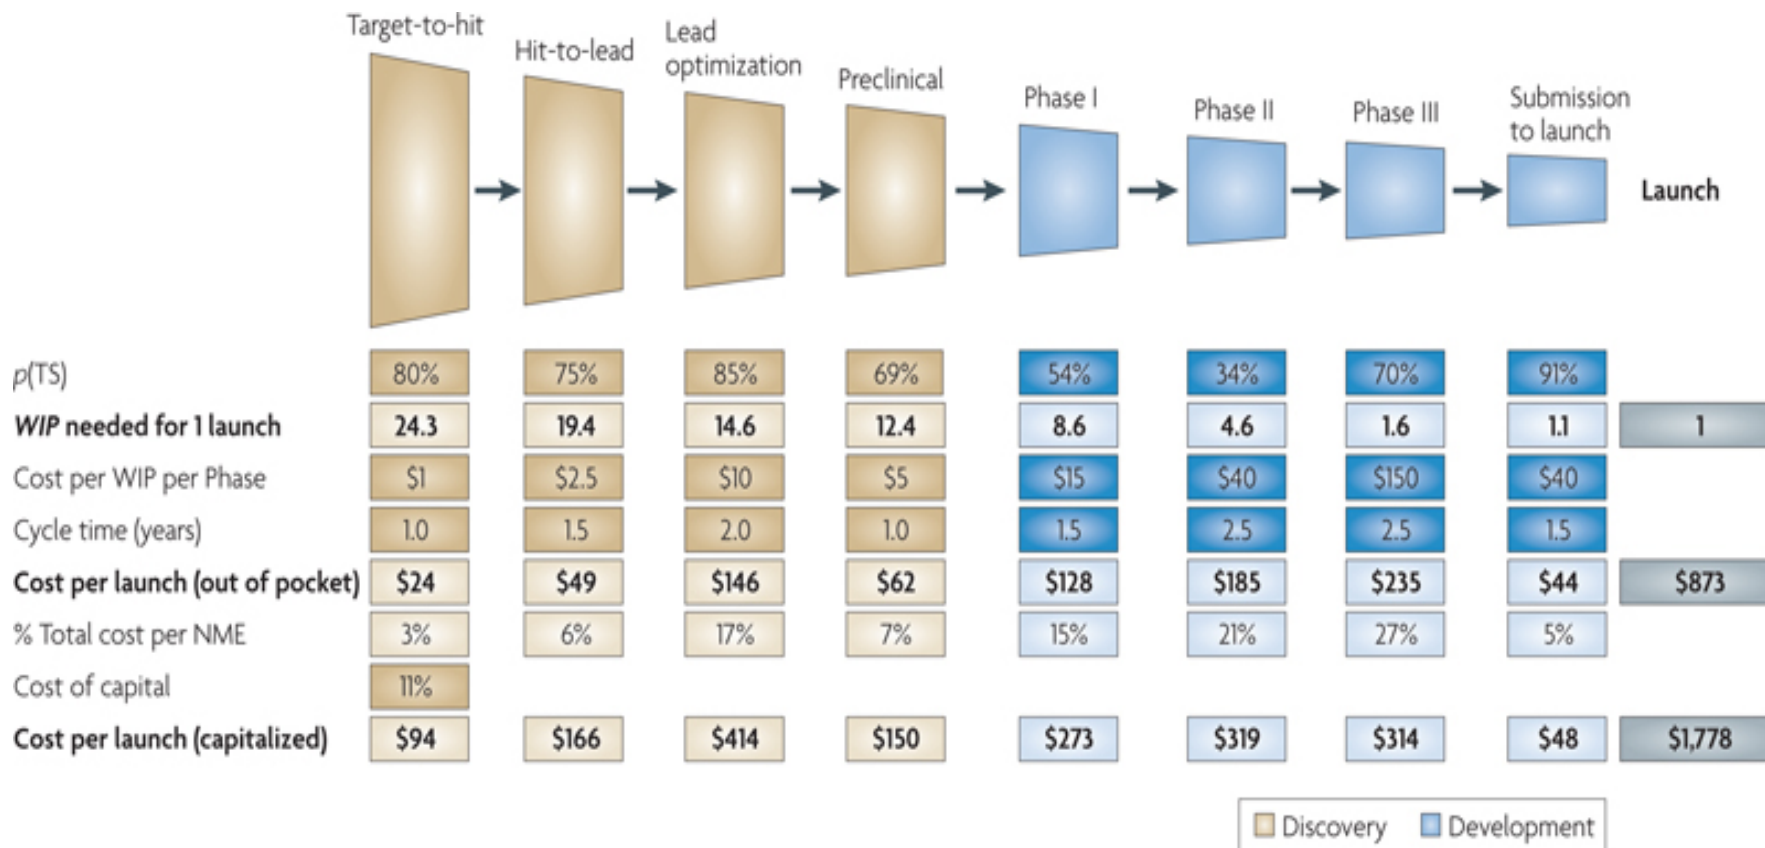 Target-to-hit
Hit-to-lead
Lead
optimization
Preclinical
Phase I
Phase II
Phase III
Submission
to launch
Launch
p(TS) 80% 75% 85% 69% 54% 34% 70% 91%
WIP needed for 1 launch 24.3 19.4 14.6 12.4 8.6 4.6 1.6 1.1 1
Cost per WIP per Phase $1 $2.5 $10 $5 $15 $40 $150 $40
Cycle time (years) 1.0 1.5 2.0 1.0 1.5 2.5 2.5 1.5
Cost per launch (out of pocket) $24 $49 $146 $62 $128 $185 $235 $44 $873
% Total cost per NME 3% 6% 17% 7% 15% 21% 27% 5%
Cost of capital 11%
Cost per launch (capitalized) $94 $166 $414 $150 $273 $319 $314 $48 $1,778
Discovery Development